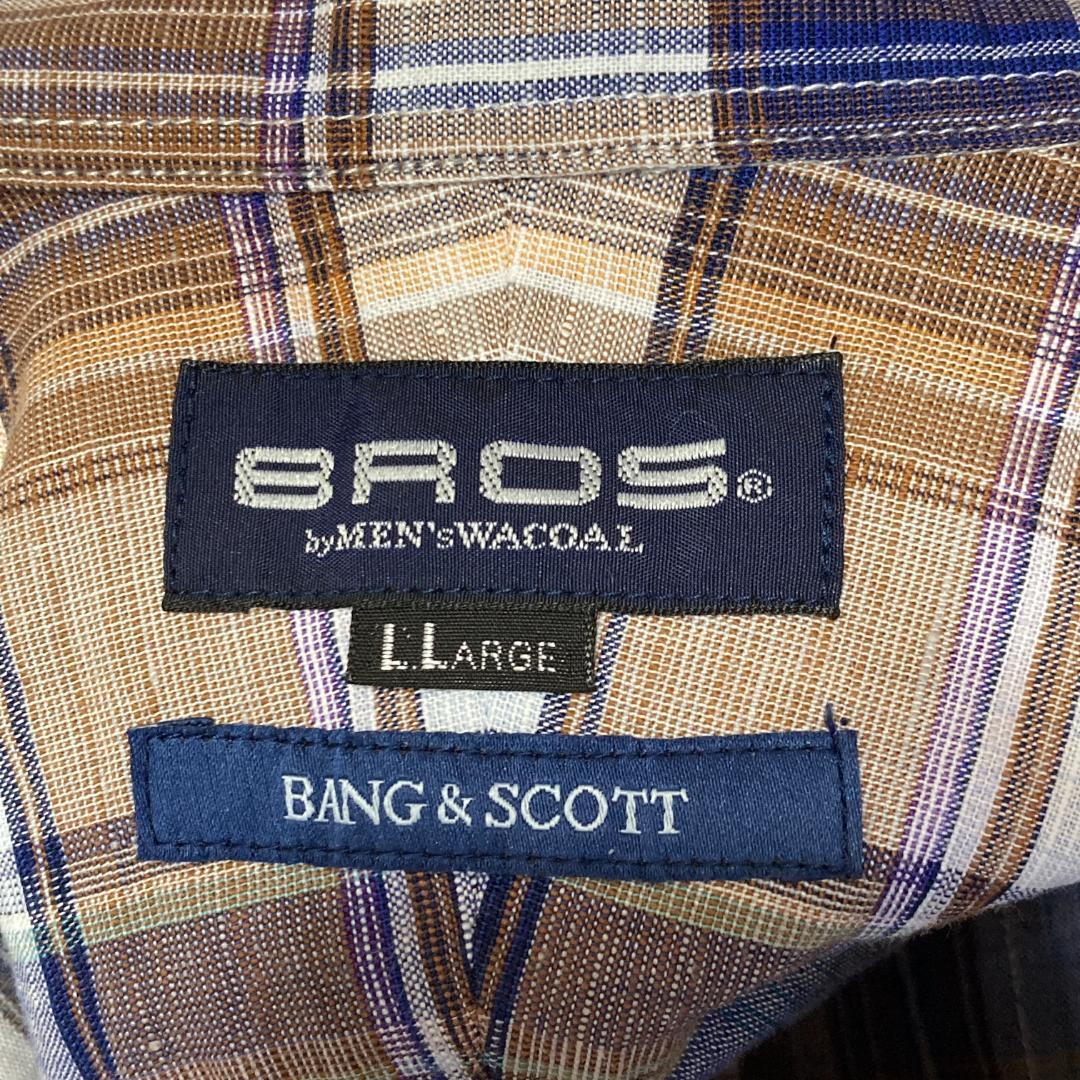 BROS®
by MEN'S WACOAL
L.LARGE
BANG & SCOTT